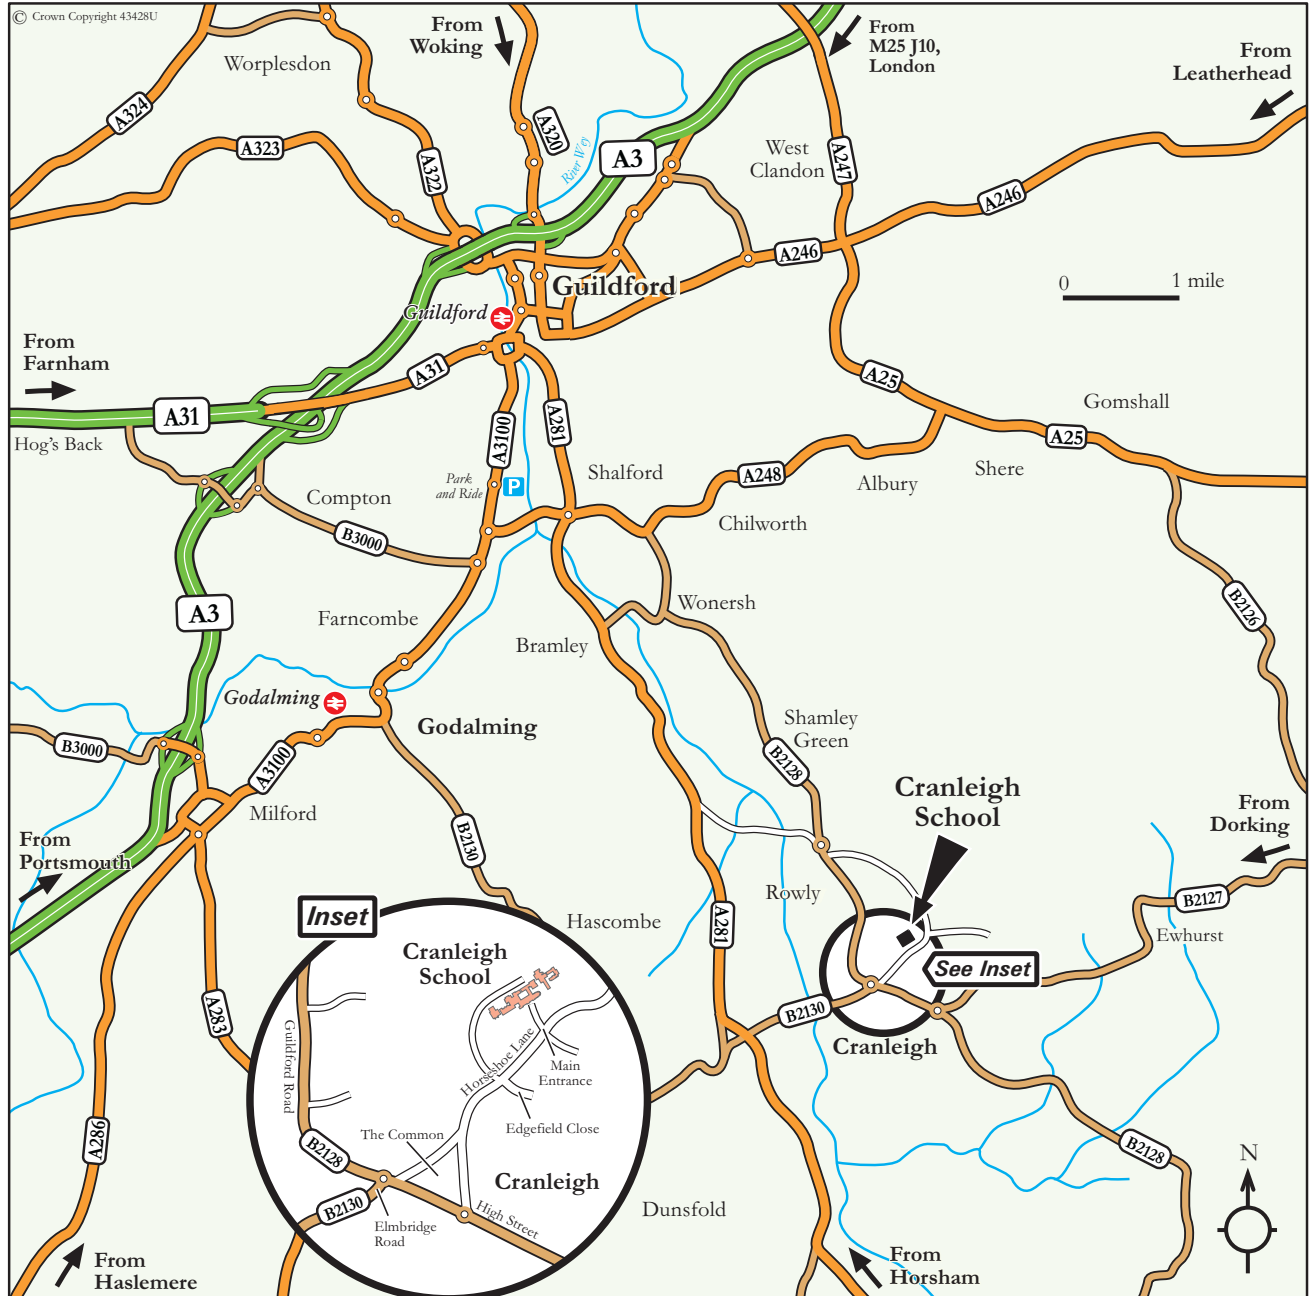 © Crown Copyright 43428U
From
Woking
From
M25 J10,
London
From
Leatherhead
Worplesdon
A324
A323
A322
A320
River Wey
A3
West
Clandon
A247
A246
A246
Guildford
0 1 mile
Guildford
From
Farnham
A31
A31
Hog's Back
A3100
A281
A25
Gomshall
A25
Shere
Albury
A248
Shalford
Chilworth
Park
and Ride
P
Compton
B3000
A3
Farncombe
Wonersh
Bramley
B2126
Godalming
Godalming
B3000
A3100
Milford
Shamley
Green
B2128
Cranleigh
School
From
Dorking
From
Portsmouth
B2130
Rowly
B2127
Ewhurst
Hascombe
A281
See Inset
B2130
Cranleigh
A283
A286
B2128
Dunsfold
N
From
Haslemere
From
Horsham
Inset
Cranleigh
School
Guildford Road
Horseshoe Lane
Main
Entrance
Edgefield Close
The Common
B2128
Cranleigh
B2130
High Street
Elmbridge
Road